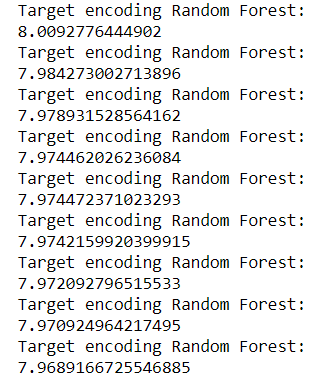 Target encoding Random Forest:
8.0092776444902
Target encoding Random Forest:
7.984273002713896
Target encoding Random Forest:
7.978931528564162
Target encoding Random Forest:
7.974462026236084
Target encoding Random Forest:
7.974472371023293
Target encoding Random Forest:
7.9742159920399915
Target encoding Random Forest:
7.972092796515533
Target encoding Random Forest:
7.970924964217495
Target encoding Random Forest:
7.9689166725546885